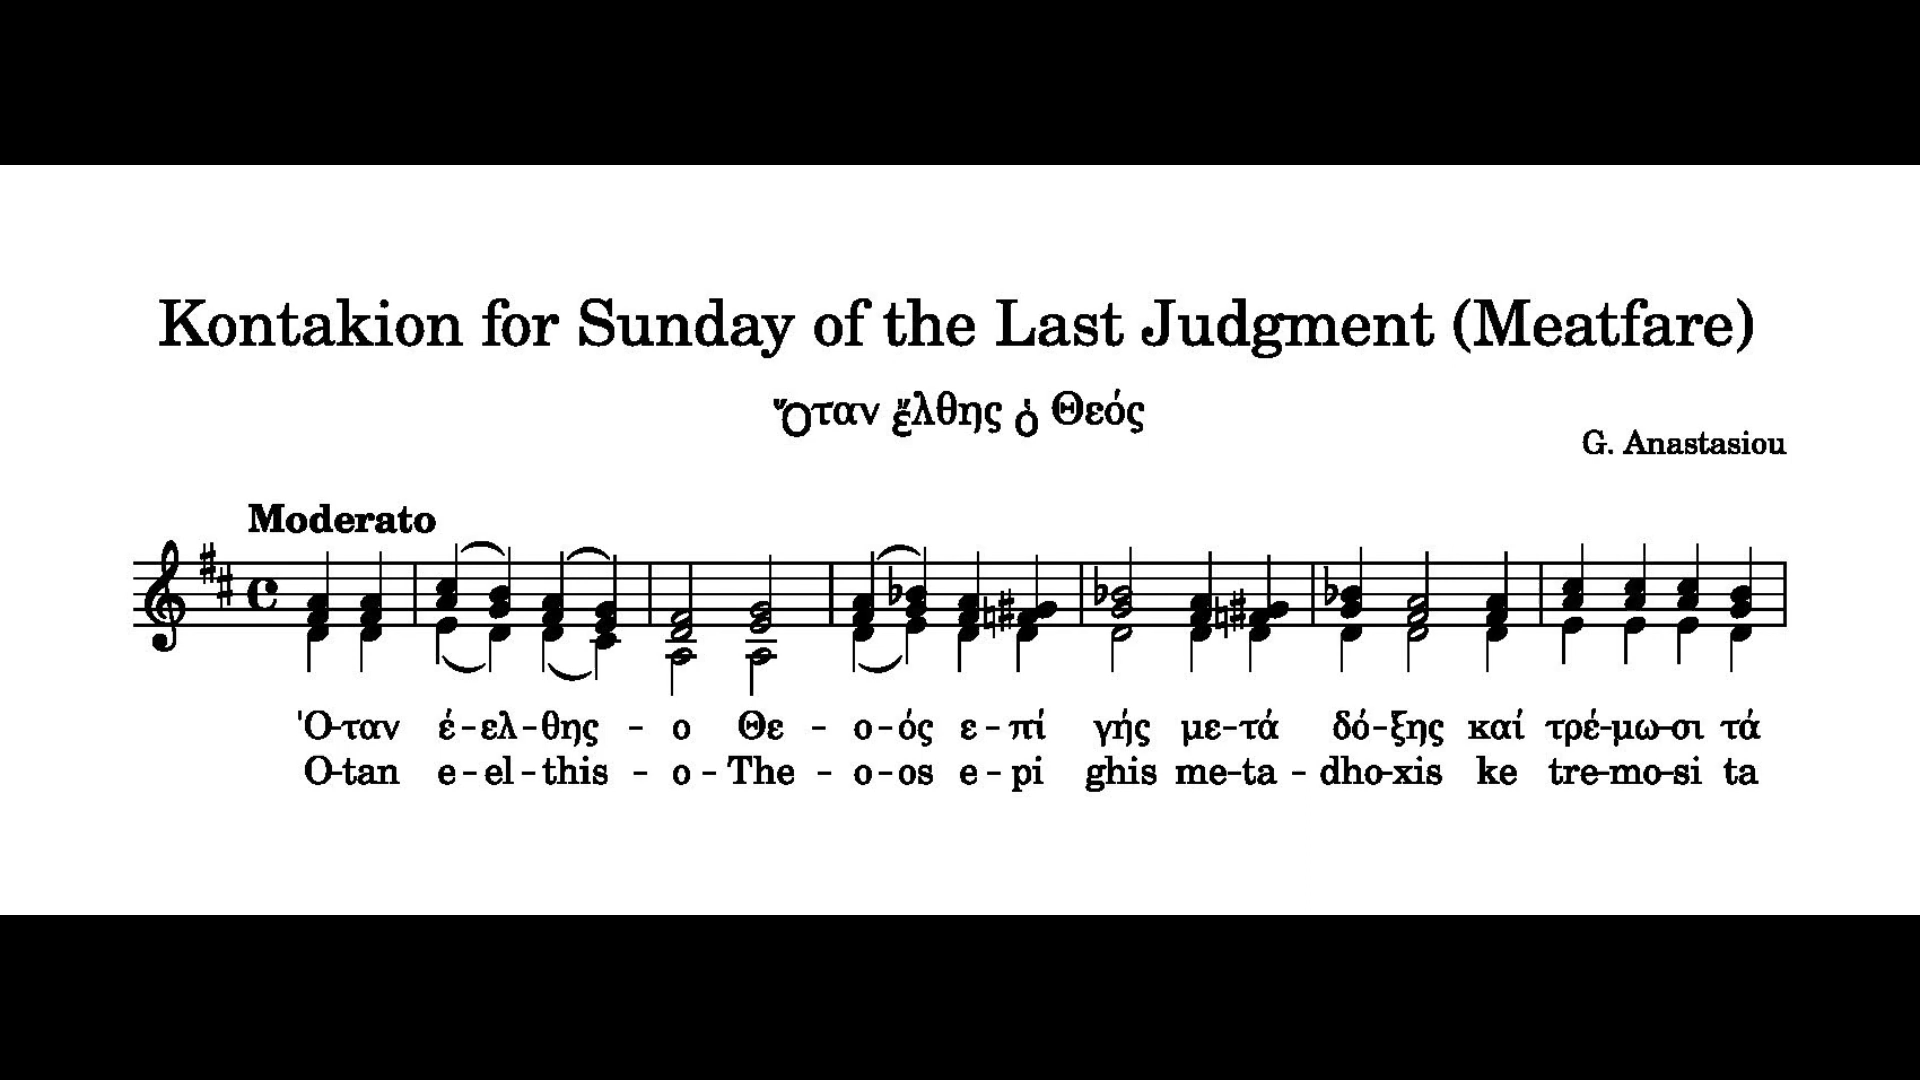 Kontakion for Sunday of the Last Judgment (Meatfare)
Ὅταν ἔλθης ὁ Θεός
G. Anastasiou
Moderato
Ὁ-ταν έ-ελ-θης - ο Θε - ο-ός ε-πί γής με-τά δό-ξης καί τρέ-μω-σι τά
O-tan e-el-this - o-The - o-os e-pi ghis me-ta - dho-xis ke tre-mo-si ta